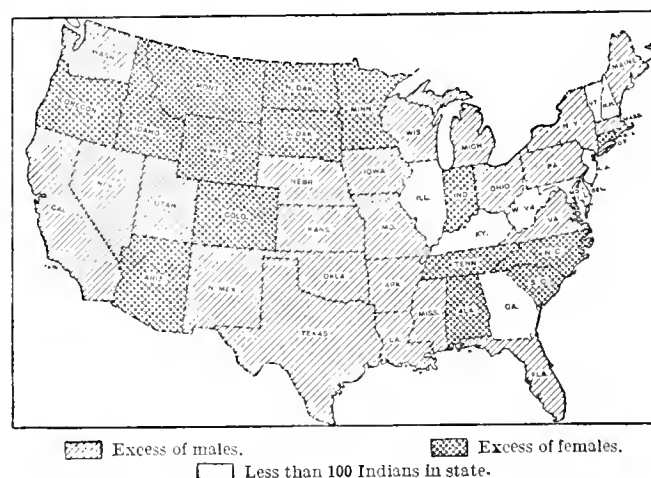 WASH.
MONT.
N. DAK.
MINN.
MAINE
OREGON
IDAHO
S. DAK.
WIS.
MICH.
N.Y.
VT.
N.H.
MASS.
WYO.
IOWA
PA.
NEBR.
NEV.
UTAH
COLO.
ILL.
IND.
OHIO
W. VA.
DEL.
CAL.
KANS.
MO.
KY.
VA.
ARIZ.
N. MEX.
OKLA.
ARK.
TENN.
N.C.
S.C.
TEXAS
LA.
MISS.
ALA.
GA.
FLA.
Excess of males. Excess of females.
Less than 100 Indians in state.